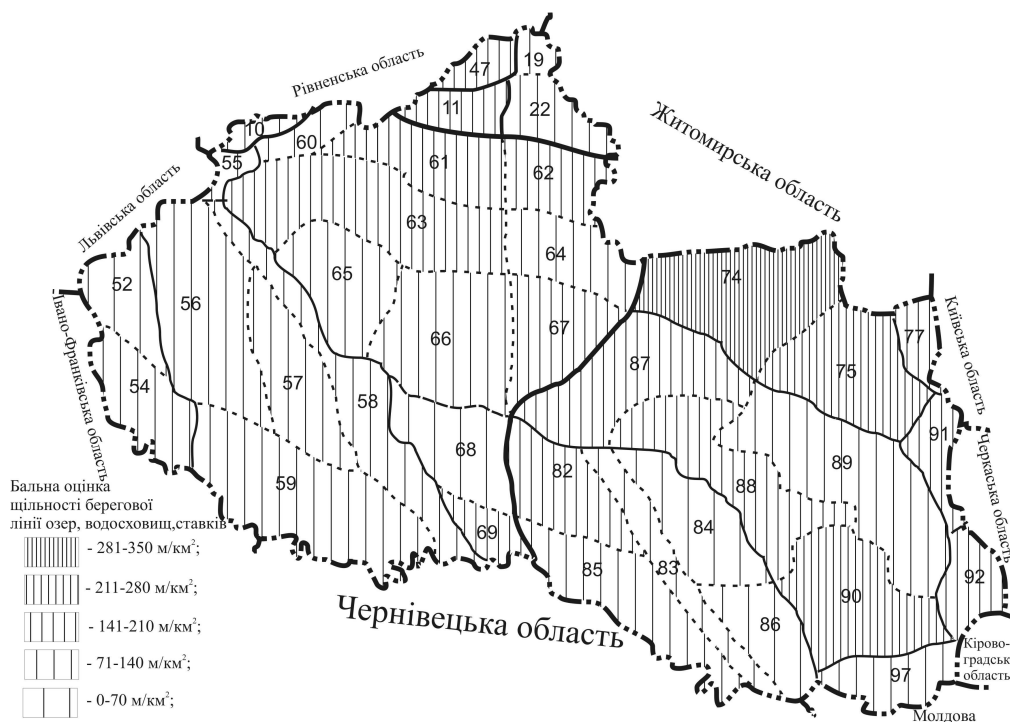 Рівненська область
Житомирська область
Львівська область
Івано-Франківська область
Київська область
Черкаська область
47
19
11
22
10
60
55
61
62
63
64
52
56
65
74
66
67
77
54
57
58
87
75
91
68
89
59
82
88
84
69
85
83
90
92
86
97
Бальна оцінка
щільності берегової
лінії озер, водосховищ,ставків
- 281-350 м/км²;
- 211-280 м/км²;
- 141-210 м/км²;
- 71-140 м/км²;
- 0-70 м/км²;
Чернівецька область
Кірово-
градськ
область
Молдова